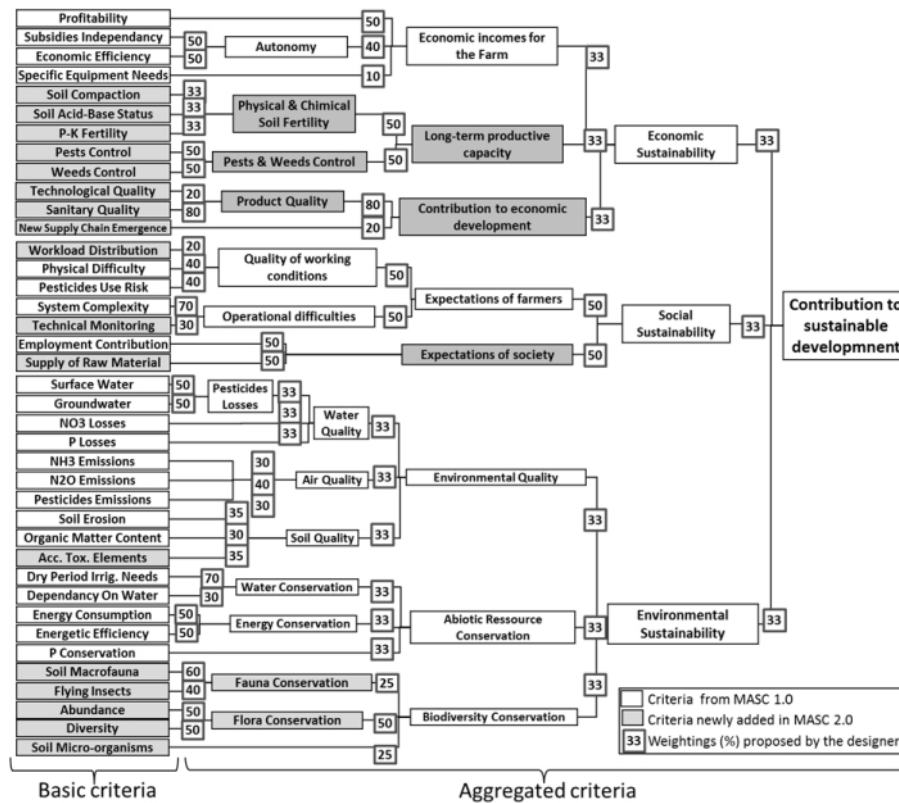 Profitability
50
Subsidies Independancy
50
Autonomy
40
Economic incomes for
the Farm
Economic Efficiency
50
Specific Equipment Needs
10
33
Soil Compaction
33
Soil Acid-Base Status
33
Physical & Chimical
Soil Fertility
50
P-K Fertility
33
Long-term productive
capacity
33
Economic
Sustainability
33
Pests Control
50
Pests & Weeds Control
50
Weeds Control
50
Technological Quality
20
Product Quality
80
Contribution to economic
development
33
Sanitary Quality
80
New Supply Chain Emergence
20
Workload Distribution
20
Physical Difficulty
40
Quality of working
conditions
50
Pesticides Use Risk
40
Expectations of farmers
50
System Complexity
70
Operational difficulties
50
Technical Monitoring
30
Social
Sustainability
33
Contribution to
sustainable
developmnent
Employment Contribution
50
Expectations of society
50
Supply of Raw Material
50
Surface Water
50
Pesticides
Losses
33
Groundwater
50
33
Water
Quality
33
NO3 Losses
P Losses
33
NH3 Emissions
30
N2O Emissions
40
Air Quality
33
Environmental Quality
Pesticides Emissions
30
33
Soil Erosion
35
Organic Matter Content
30
Soil Quality
33
Acc. Tox. Elements
35
Dry Period Irrig. Needs
70
Water Conservation
33
Dependancy On Water
30
Energy Consumption
50
Energy Conservation
33
Abiotic Ressource
Conservation
33
Environmental
Sustainability
33
Energetic Efficiency
50
P Conservation
33
Soil Macrofauna
60
Fauna Conservation
25
33
Flying Insects
40
Abundance
50
Flora Conservation
50
Biodiversity Conservation
Diversity
50
Soil Micro-organisms
25
Criteria from MASC 1.0
Criteria newly added in MASC 2.0
33 Weightings (%) proposed by the designer
Basic criteria
Aggregated criteria